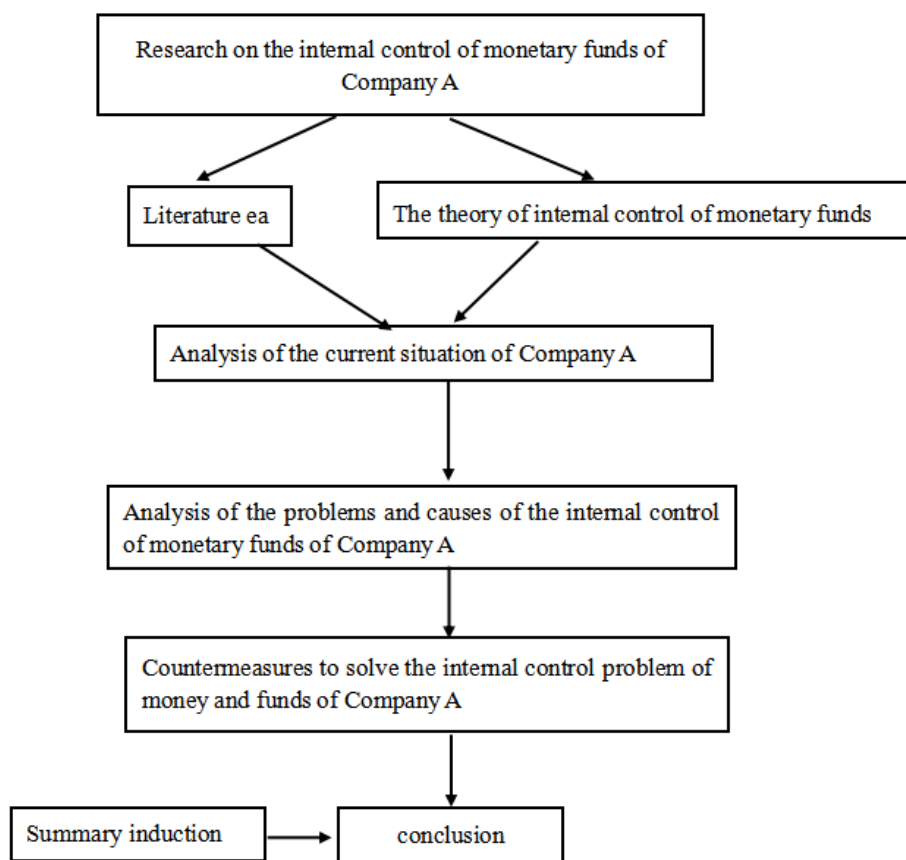 Research on the internal control of monetary funds of
Company A
Literature ea
The theory of internal control of monetary funds
Analysis of the current situation of Company A
Analysis of the problems and causes of the internal control
of monetary funds of Company A
Countermeasures to solve the internal control problem of
money and funds of Company A
Summary induction
conclusion